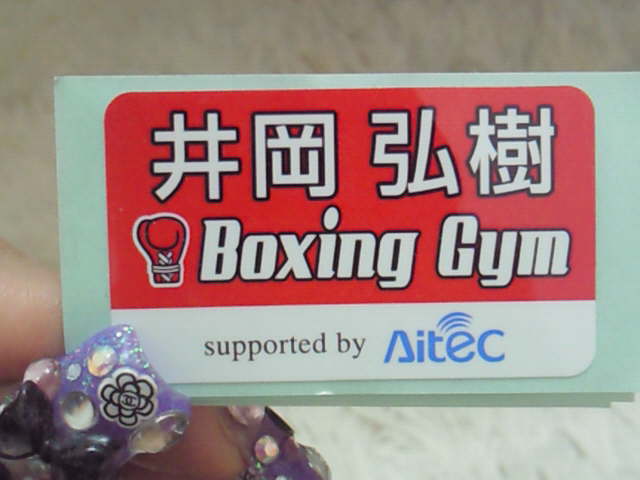 井岡 弘樹
Boxing Gym
supported by AiteC